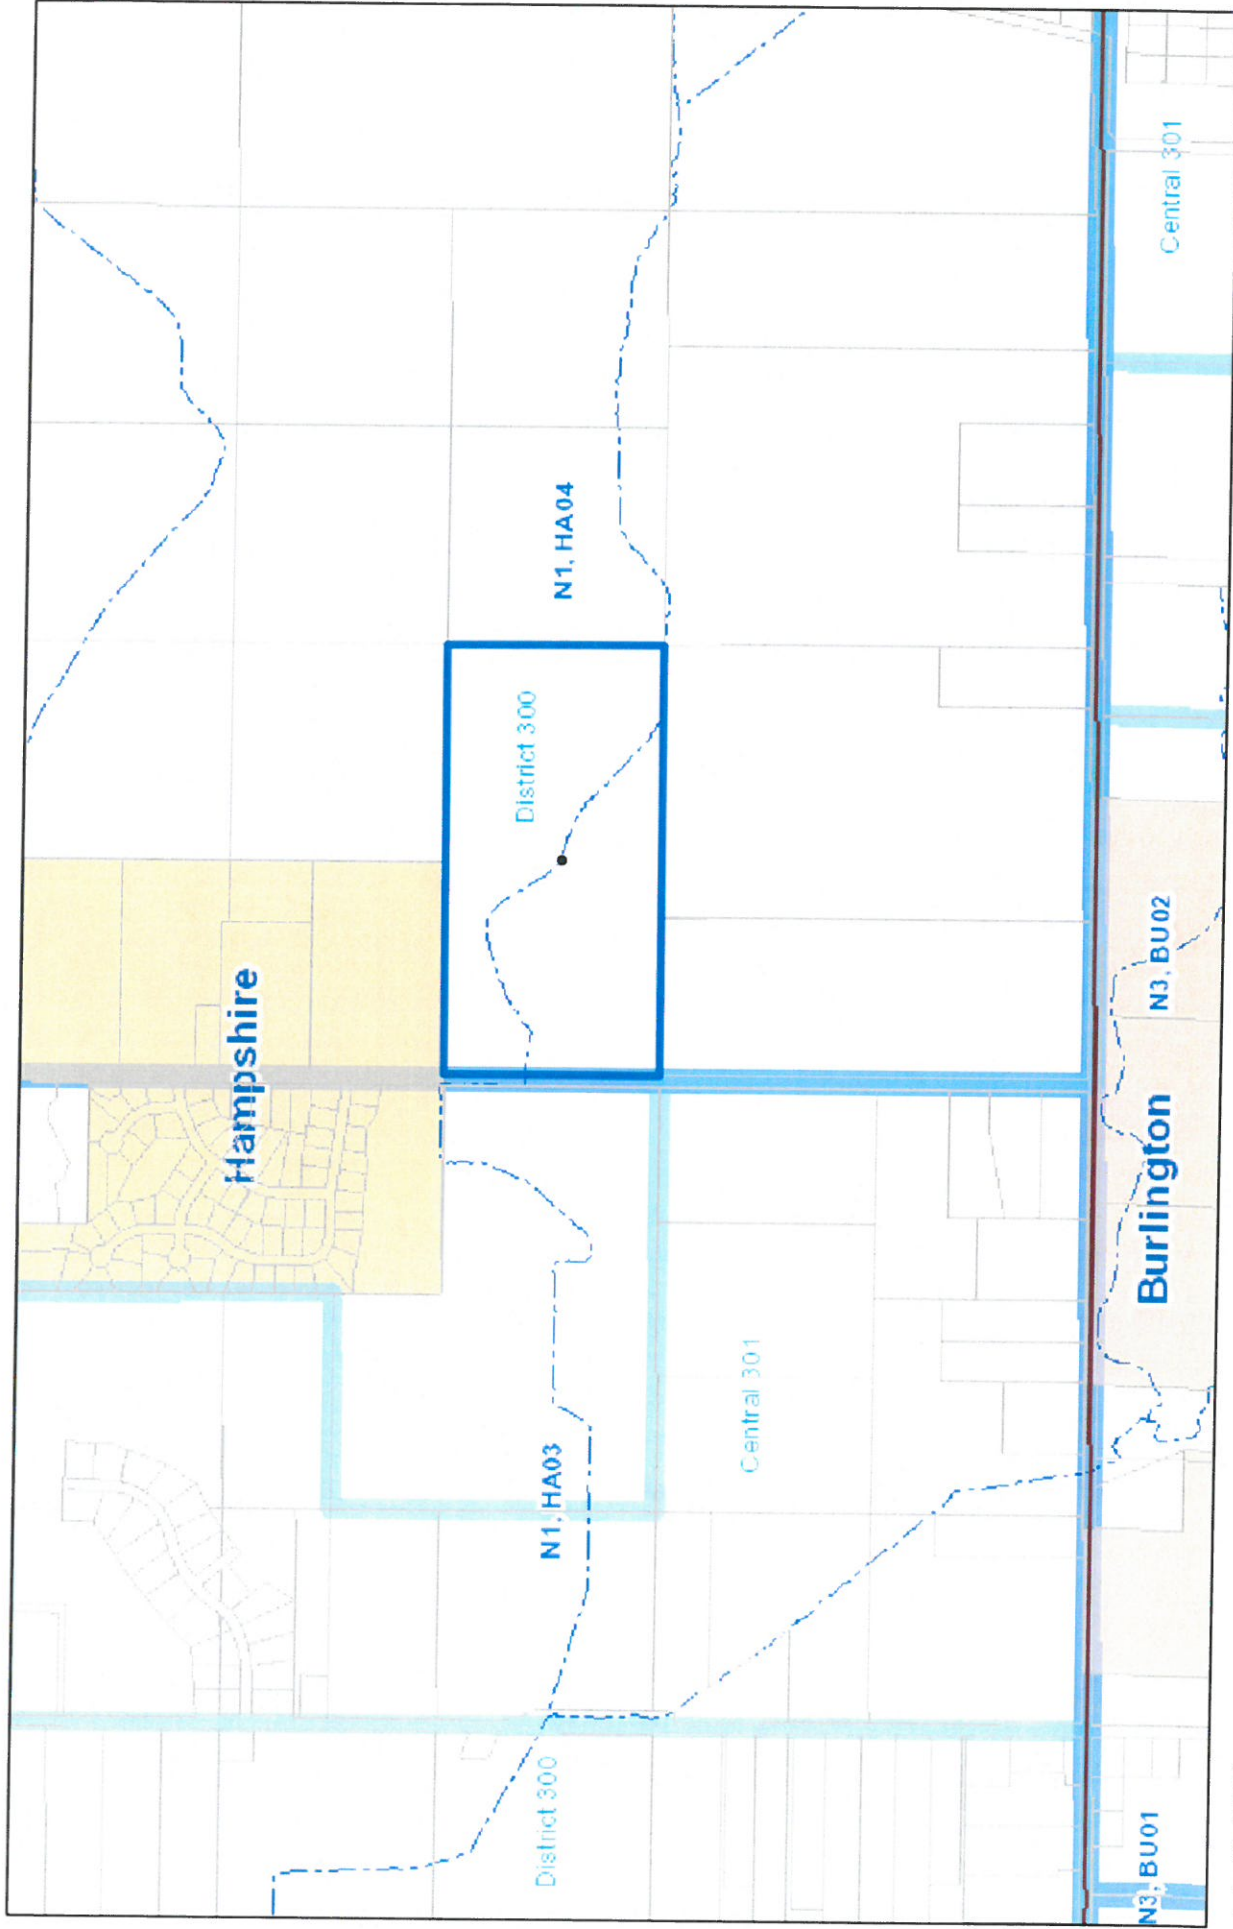 Hampshire
District 300
N1, HA04
Central 301
N1, HA03
Central 301
District 300
N3, BU02
Burlington
N3, BU01